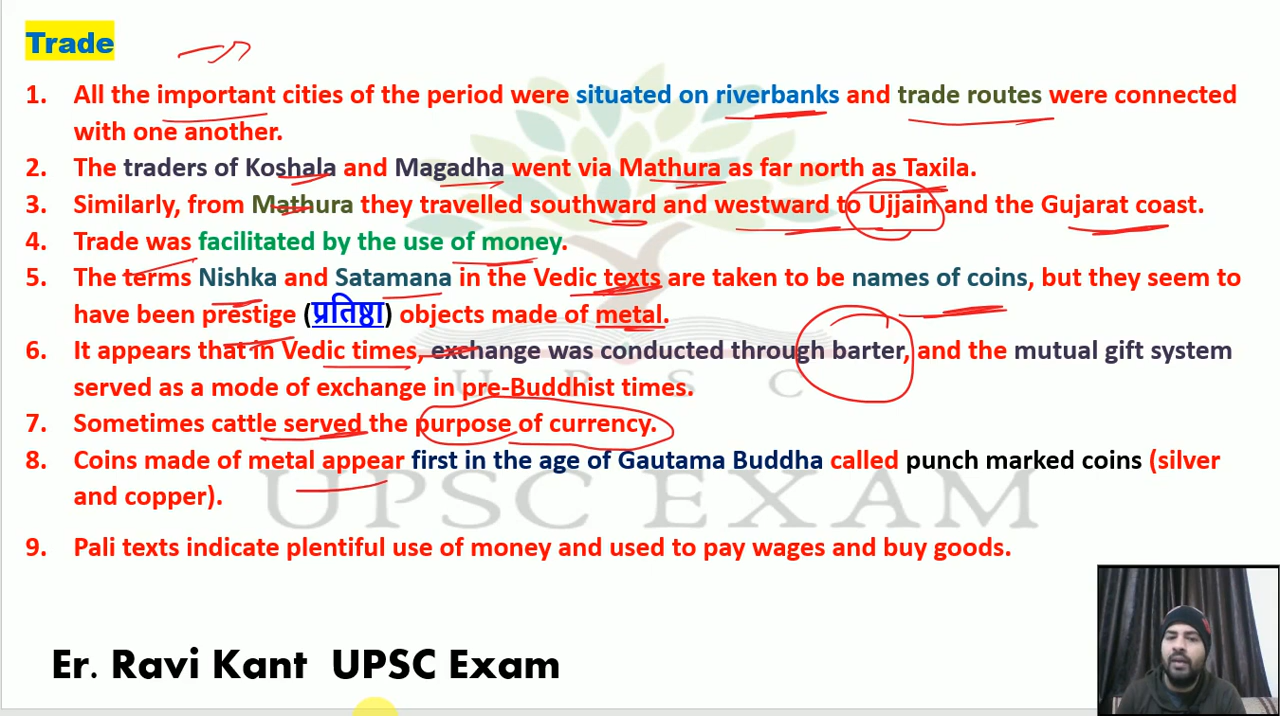 Trade
1. All the important cities of the period were situated on riverbanks and trade routes were connected
with one another.
2. The traders of Koshala and Magadha went via Mathura as far north as Taxila.
3. Similarly, from Mathura they travelled southward and westward to Ujjain and the Gujarat coast.
4. Trade was facilitated by the use of money.
5. The terms Nishka and Satamana in the Vedic texts are taken to be names of coins, but they seem to
have been prestige (प्रतिष्ठा) objects made of metal.
6. It appears that in Vedic times, exchange was conducted through barter, and the mutual gift system
served as a mode of exchange in pre-Buddhist times.
UPSC
7. Sometimes cattle served the purpose of currency.
8. Coins made of metal appear first in the age of Gautama Buddha called punch marked coins (silver
and copper).
UPSC EXAM
9. Pali texts indicate plentiful use of money and used to pay wages and buy goods.
Er. Ravi Kant UPSC Exam